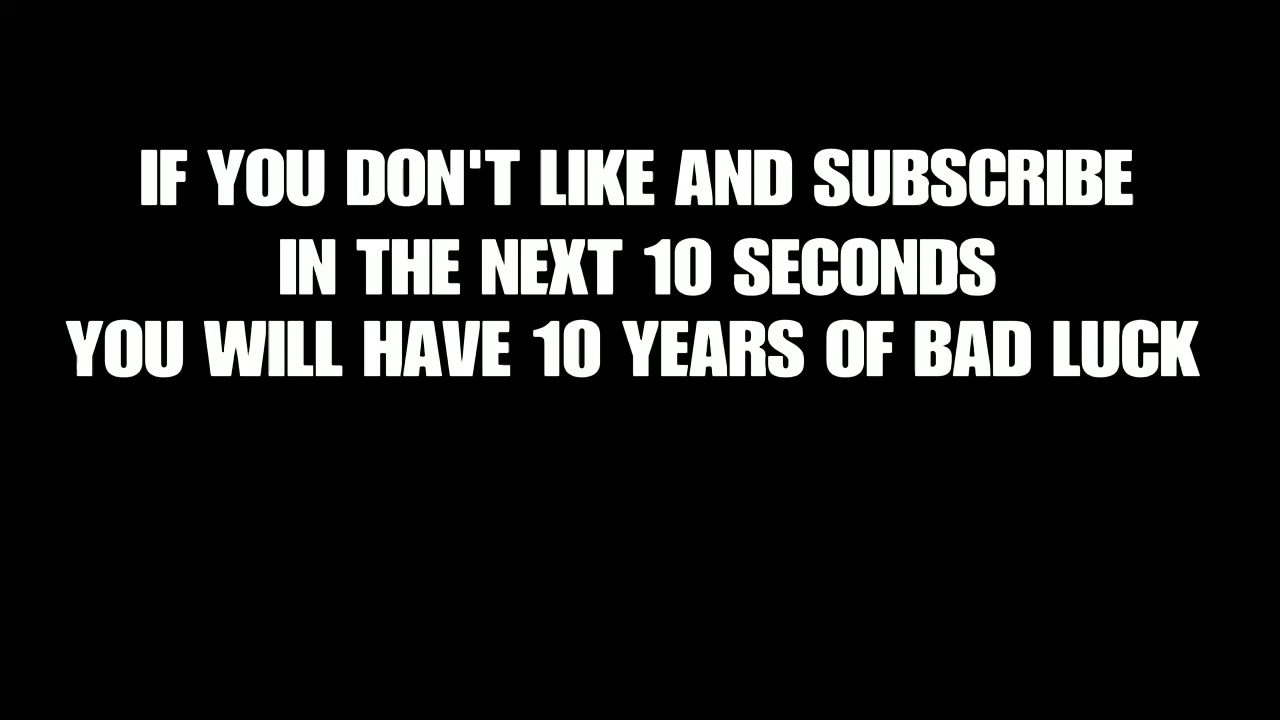 IF YOU DON'T LIKE AND SUBSCRIBE
IN THE NEXT 10 SECONDS
YOU WILL HAVE 10 YEARS OF BAD LUCK